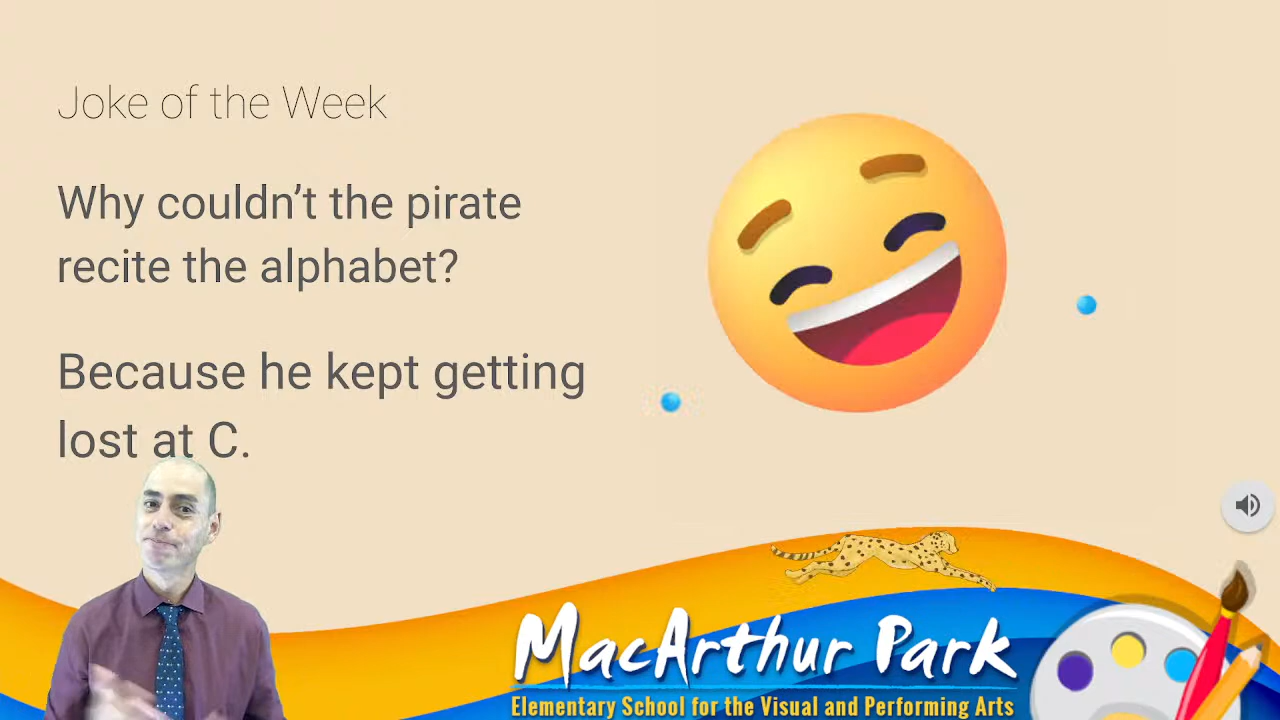 Joke of the Week
Why couldn’t the pirate
recite the alphabet?
Because he kept getting
lost at C.
MacArthur Park
Elementary School for the Visual and Performing Arts